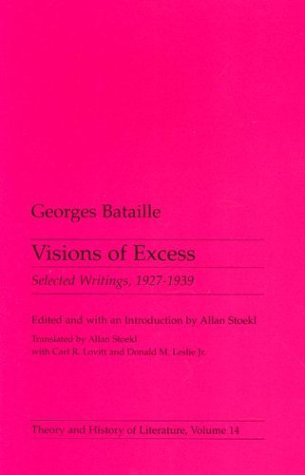 Georges Bataille
Visions of Excess
Selected Writings, 1927-1939
Edited and with an Introduction by Allan Stoekl
Translated by Allan Stoekl
with Carl R. Lovitt and Donald M. Leslie Jr.
Theory and History of Literature, Volume 14